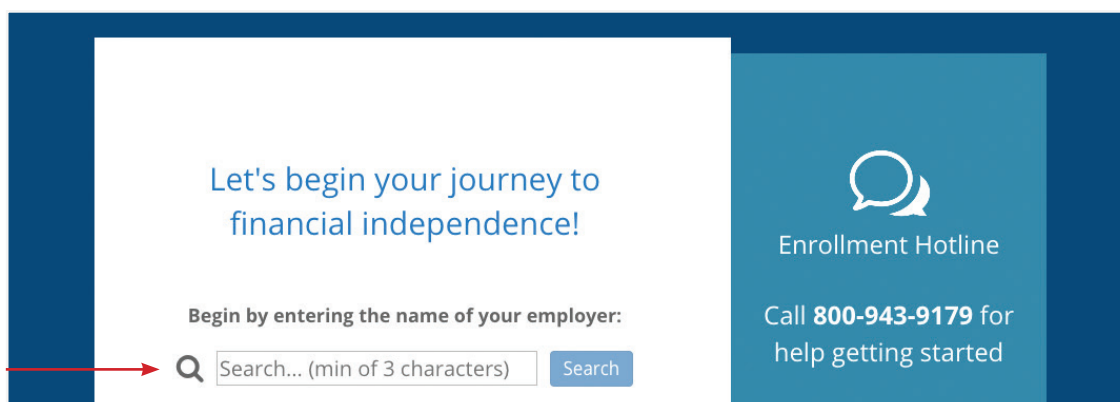 Let's begin your journey to
financial independence!
Begin by entering the name of your employer:
Search... (min of 3 characters)
Search
Enrollment Hotline
Call 800-943-9179 for
help getting started